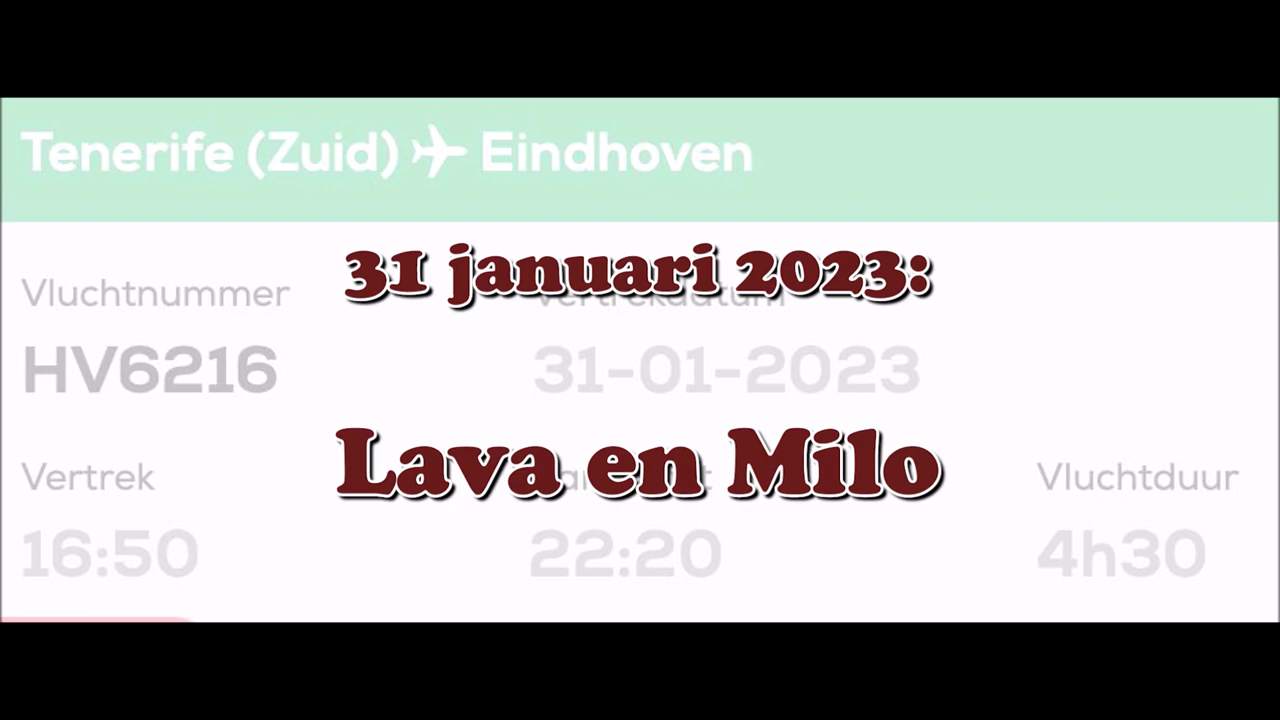 Tenerife (Zuid) ✈ Eindhoven
31 januari 2023:
Vluchtnummer Vertrekdatum
HV6216 31-01-2023
Lava en Milo
Vertrek Vluchtduur
16:50 22:20 4h30